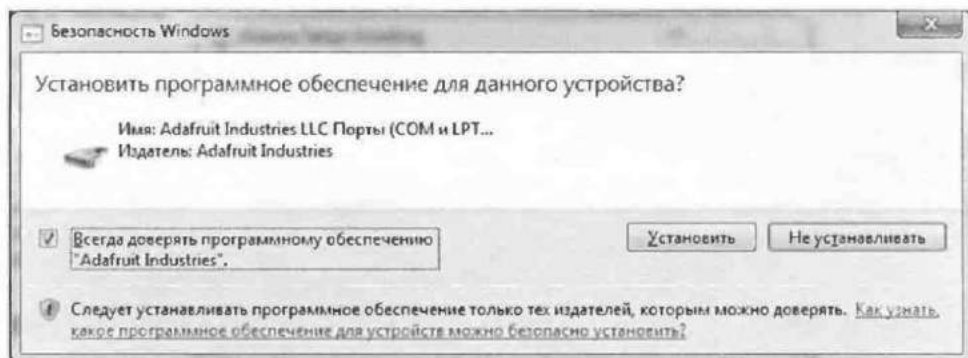 Безопасность Windows
Установить программное обеспечение для данного устройства?
Имя: Adafruit Industries LLC Порты (COM и LPT...
Издатель: Adafruit Industries
Всегда доверять программному обеспечению
"Adafruit Industries".
Установить
Не устанавливать
Следует устанавливать программное обеспечение только тех издателей, которым можно доверять. Как узнать,
какое программное обеспечение для устройств можно безопасно установить?